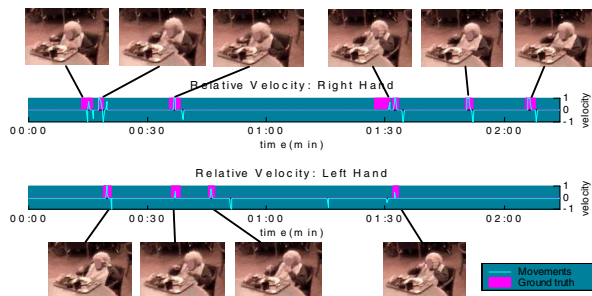 Relative Velocity: Right Hand
1
0
-1
velocity
00:00 00:30 01:00 01:30 02:00
time(min)
Relative Velocity: Left Hand
1
0
-1
velocity
00:00 00:30 01:00 01:30 02:00
time(min)
Movements
Ground truth